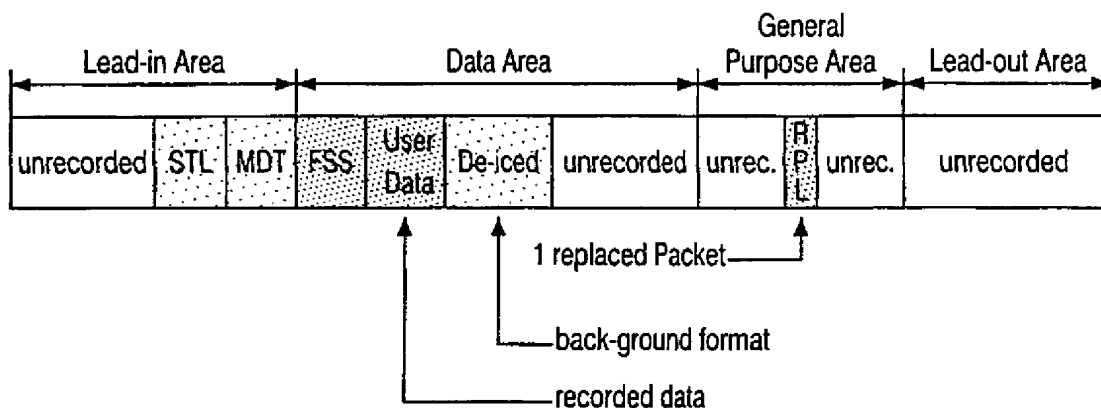 General
Lead-in Area Data Area Purpose Area Lead-out Area
unrecorded STL MDT FSS User Data De-iced unrecorded unrec. RPL unrec. unrecorded
1 replaced Packet
back-ground format
recorded data